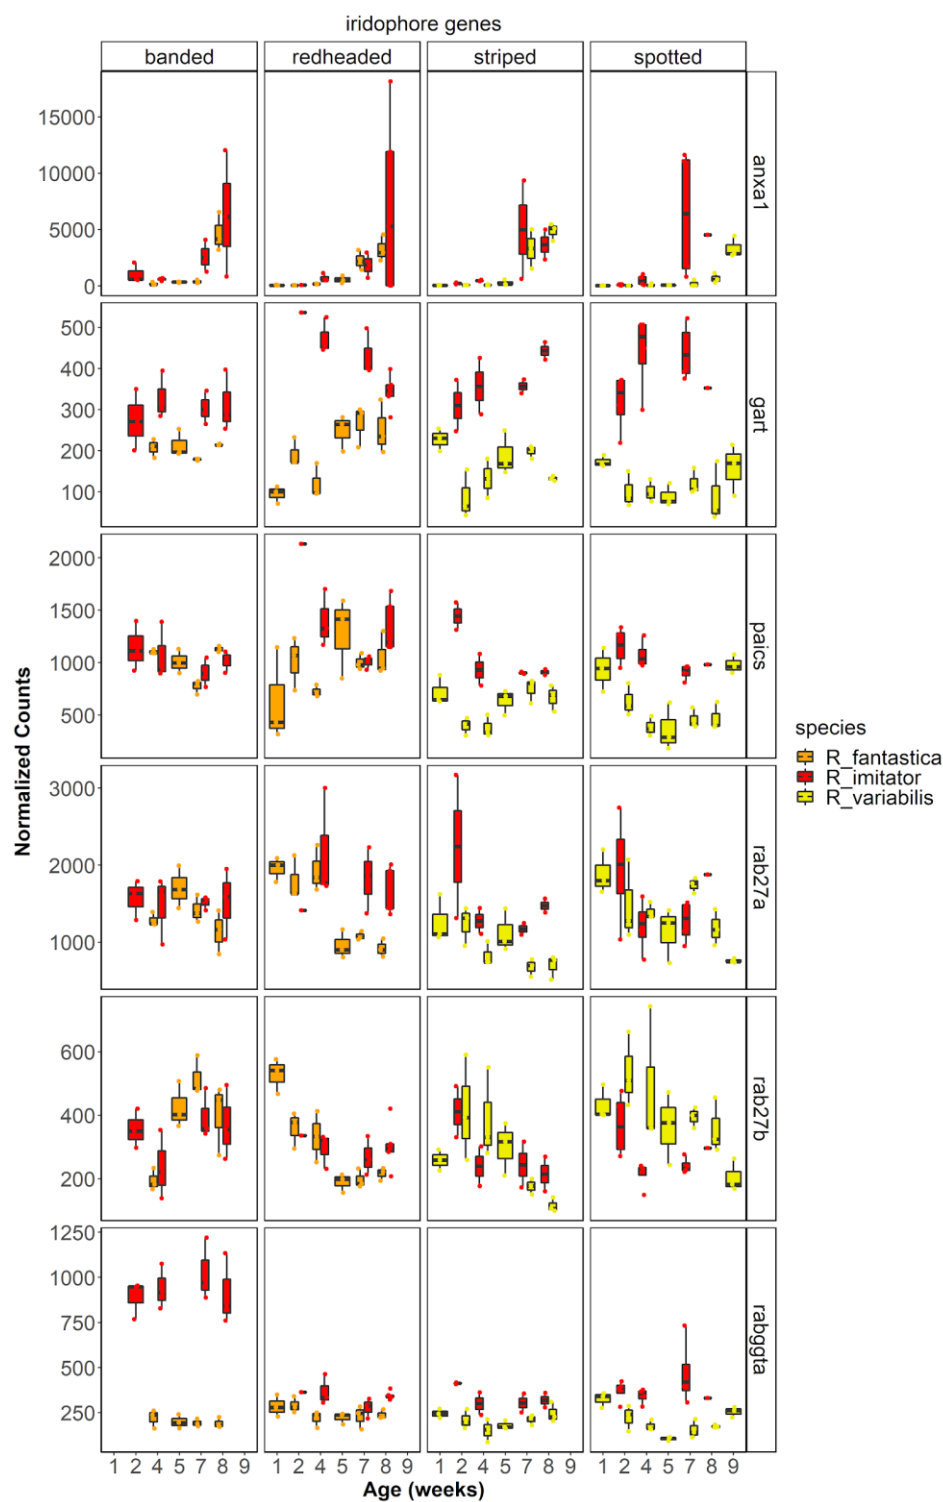 iridophore genes
banded redheaded striped spotted
15000
10000
5000
0
anxa1
500
400
300
200
100
gart
2000
1500
1000
500
paics
3000
2000
1000
rab27a
600
400
200
rab27b
1250
1000
750
500
250
rabggta
Normalized Counts
1 2 4 5 7 8 9 1 2 4 5 7 8 9 1 2 4 5 7 8 9 1 2 4 5 7 8 9
Age (weeks)
species
R_fantastica
R_imitator
R_variabilis